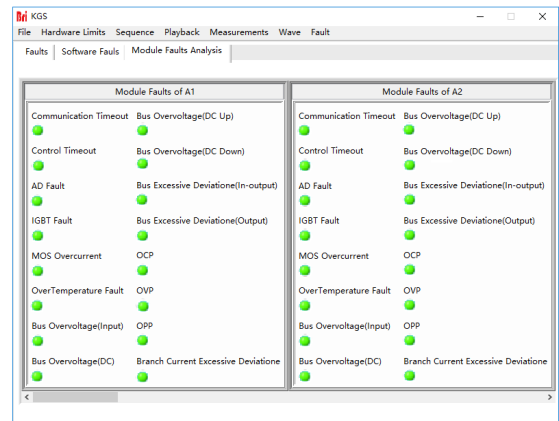 Bri KGS
File Hardware Limits Sequence Playback Measurements Wave Fault
Faults Software Fauls Module Faults Analysis
Module Faults of A1
Communication Timeout Bus Overvoltage(DC Up)
Control Timeout Bus Overvoltage(DC Down)
AD Fault Bus Excessive Deviatione(In-output)
IGBT Fault Bus Excessive Deviatione(Output)
MOS Overcurrent OCP
OverTemperature Fault OVP
Bus Overvoltage(Input) OPP
Bus Overvoltage(DC) Branch Current Excessive Deviatione
Module Faults of A2
Communication Timeout Bus Overvoltage(DC Up)
Control Timeout Bus Overvoltage(DC Down)
AD Fault Bus Excessive Deviatione(In-output)
IGBT Fault Bus Excessive Deviatione(Output)
MOS Overcurrent OCP
OverTemperature Fault OVP
Bus Overvoltage(Input) OPP
Bus Overvoltage(DC) Branch Current Excessive Deviatione